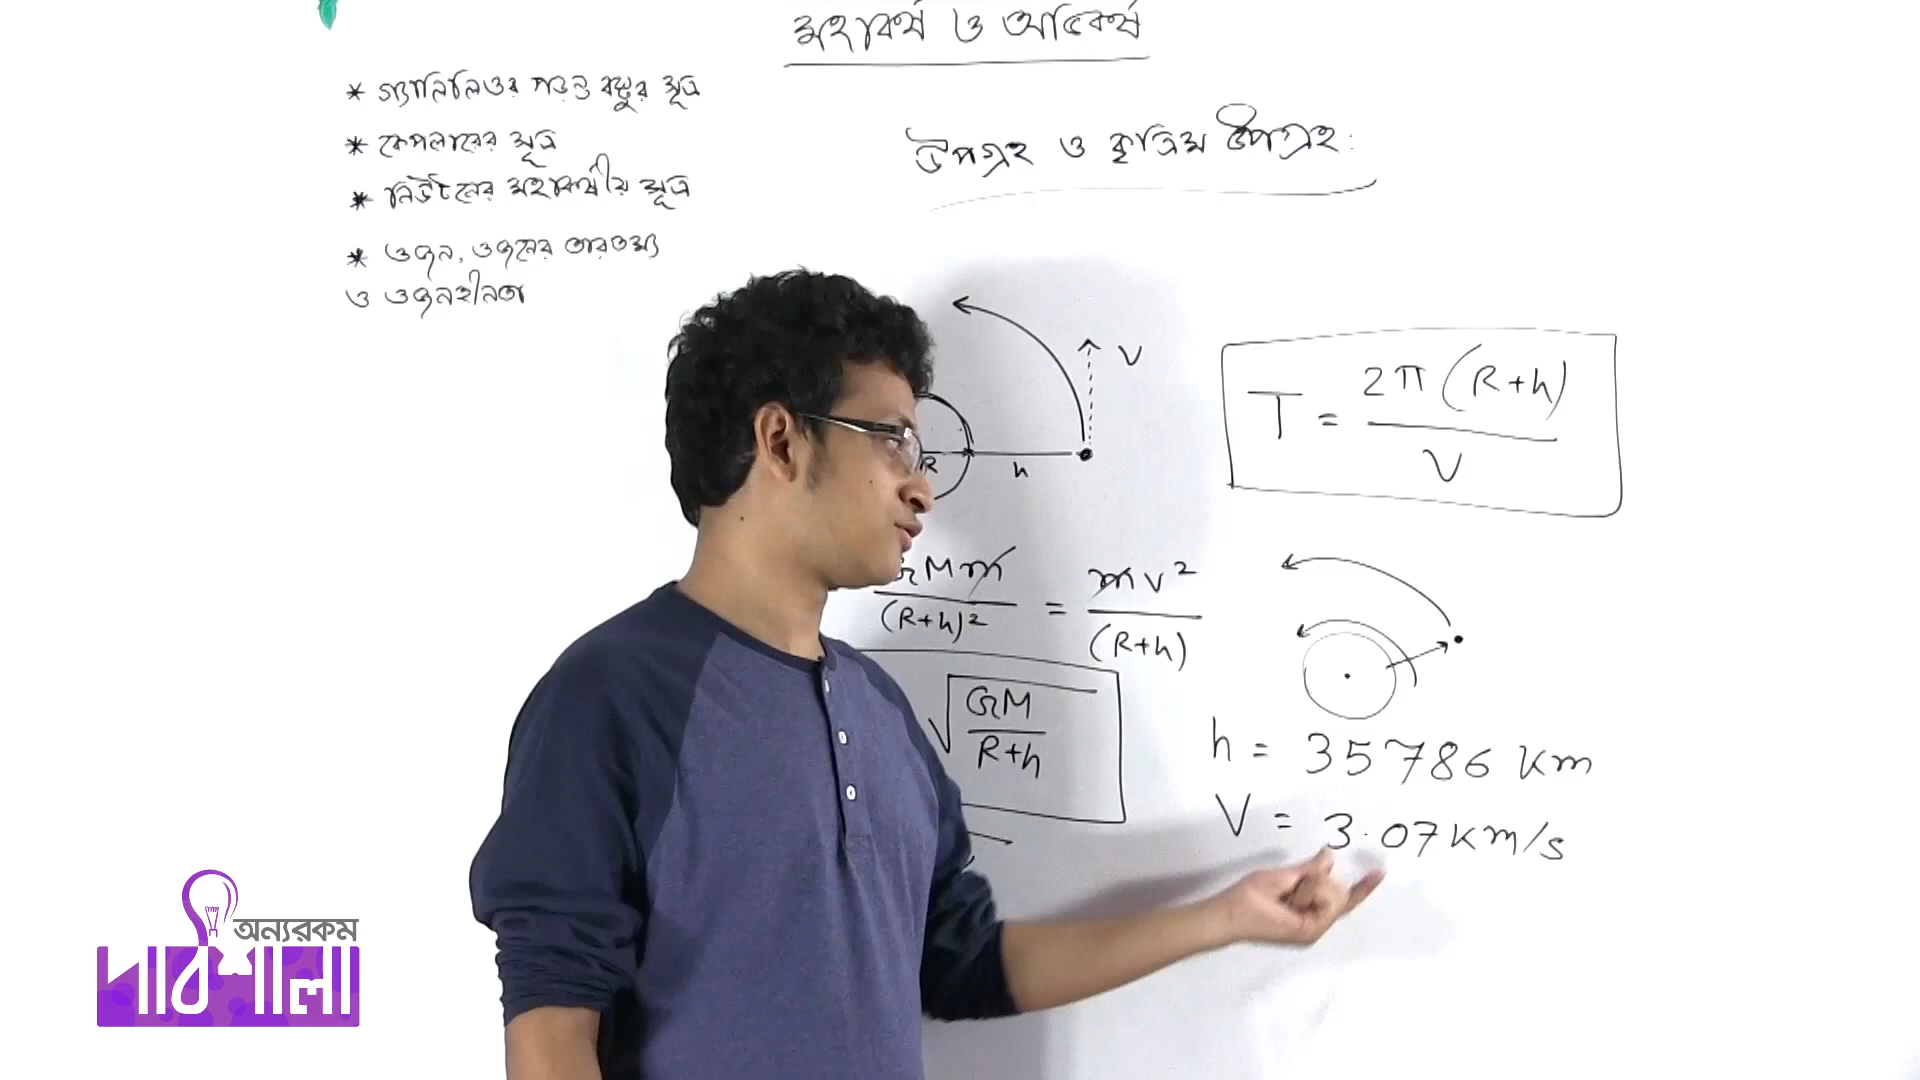 মহাকর্ষ ও অভিকর্ষ
* গ্যালিলিওর পড়ন্ত বস্তুর সূত্র
* কেপলারের সূত্র
* নিউটনের মহাকর্ষীয় সূত্র
* ওজন, ওজনের তারতম্য
ও ওজনহীনতা
উপগ্রহ ও কৃত্রিম উপগ্রহ:
V
R h
T = 2π (R+h) / V
GMm / (R+h)² = mv² / (R+h)
√ GM / R+h
h = 35786 km
V = 3.07 km/s
অন্যরকম
পাঠশালা